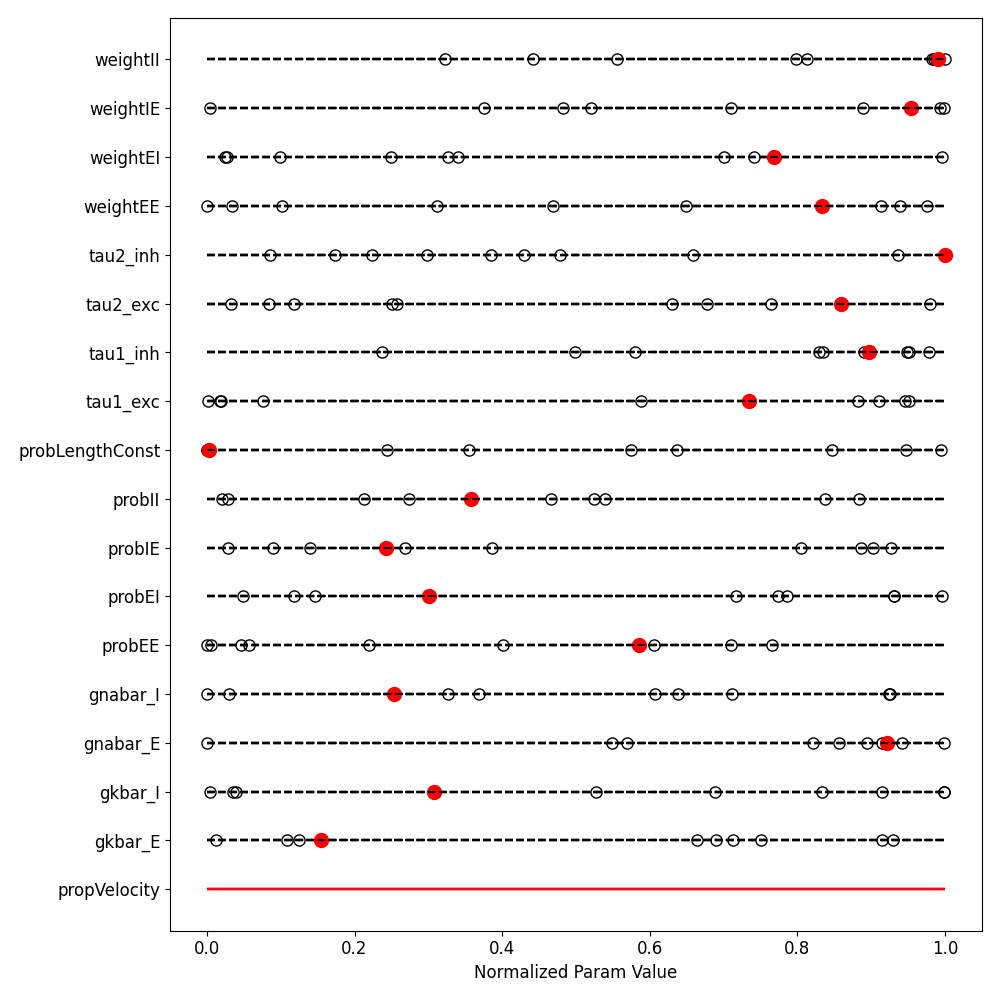 weightII
weightIE
weightEI
weightEE
tau2_inh
tau2_exc
tau1_inh
tau1_exc
probLengthConst
probII
probIE
probEI
probEE
gnabar_I
gnabar_E
gkbar_I
gkbar_E
propVelocity
0.0 0.2 0.4 0.6 0.8 1.0
Normalized Param Value